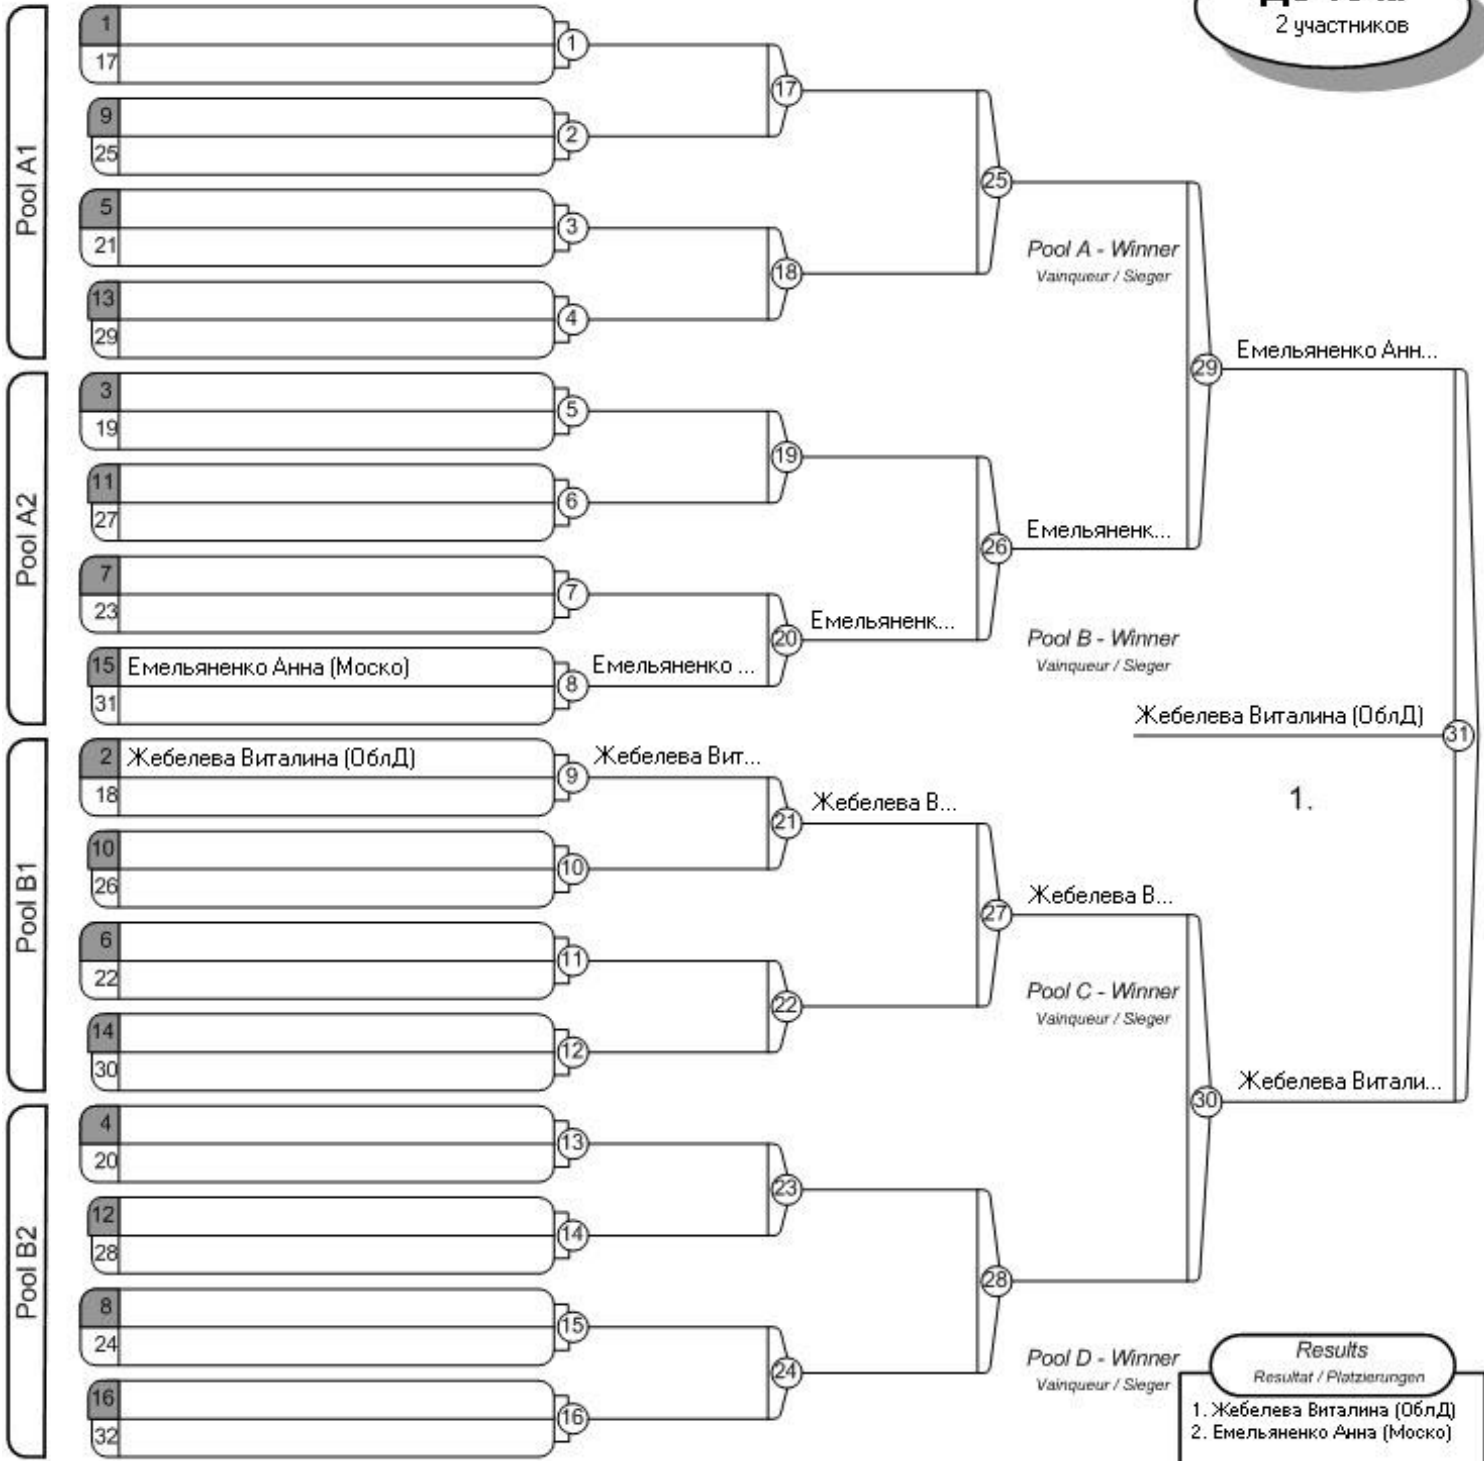 2 участников
Pool A1
1
17
9
25
5
21
13
29
1
2
3
4
17
18
25
Pool A - Winner
Vainqueur / Sieger
Pool A2
3
19
11
27
7
23
15 Емельяненко Анна (Моско)
31
5
6
7
8
Емельяненко ...
19
20
Емельяненк...
26
Емельяненк...
Pool B - Winner
Vainqueur / Sieger
29
Емельяненко Анн...
Pool B1
2 Жебелева Виталина (ОблД)
18
10
26
6
22
14
30
9
10
11
12
Жебелева Вит...
21
22
Жебелева В...
27
Жебелева В...
Pool C - Winner
Vainqueur / Sieger
Pool B2
4
20
12
28
8
24
16
32
13
14
15
16
23
24
28
Pool D - Winner
Vainqueur / Sieger
30
Жебелева Витали...
Жебелева Виталина (ОблД)
31
1.
Results
Resultat / Platzierungen
1. Жебелева Виталина (ОблД)
2. Емельяненко Анна (Моско)